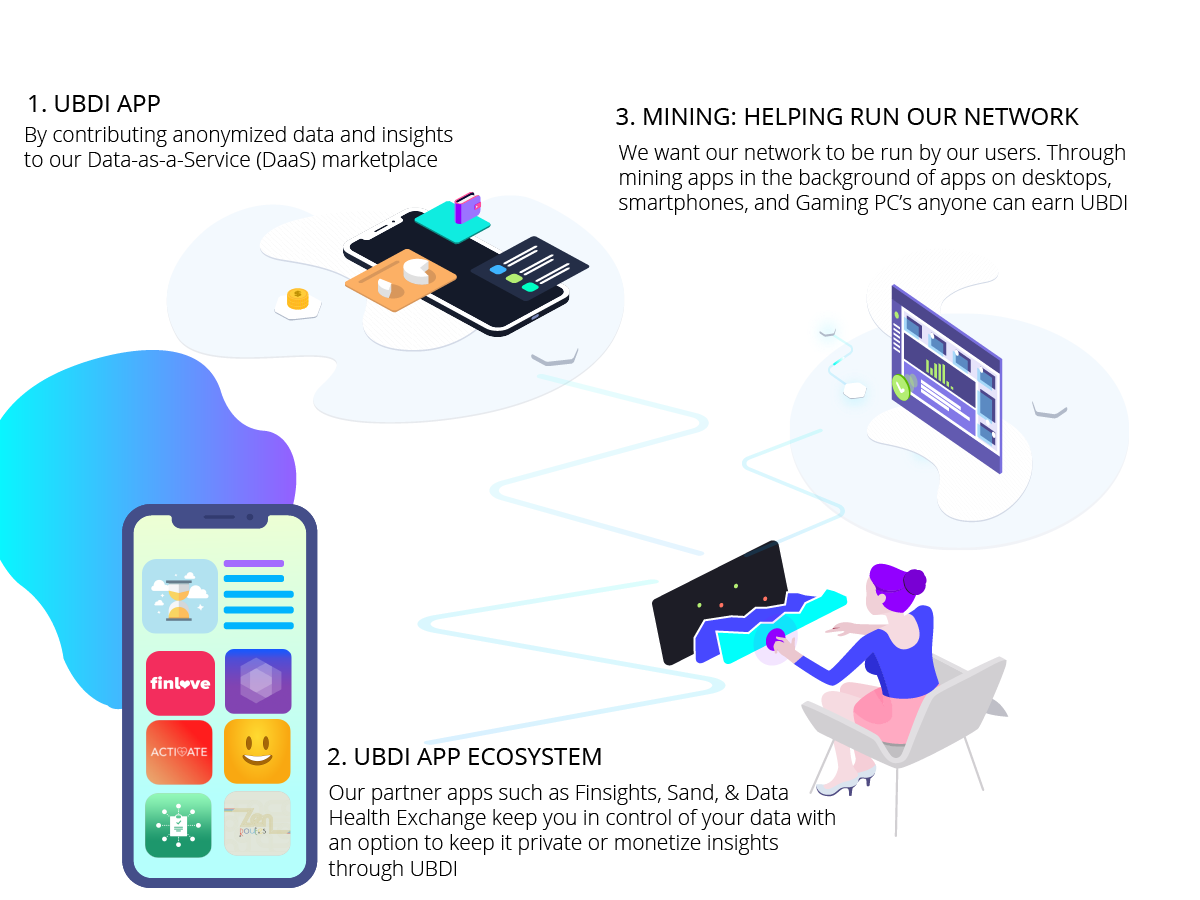 1. UBDI APP
By contributing anonymized data and insights
to our Data-as-a-Service (DaaS) marketplace
3. MINING: HELPING RUN OUR NETWORK
We want our network to be run by our users. Through
mining apps in the background of apps on desktops,
smartphones, and Gaming PC’s anyone can earn UBDI
finlove
ACTIVATE
Zen
2. UBDI APP ECOSYSTEM
Our partner apps such as Finsights, Sand, & Data
Health Exchange keep you in control of your data with
an option to keep it private or monetize insights
through UBDI